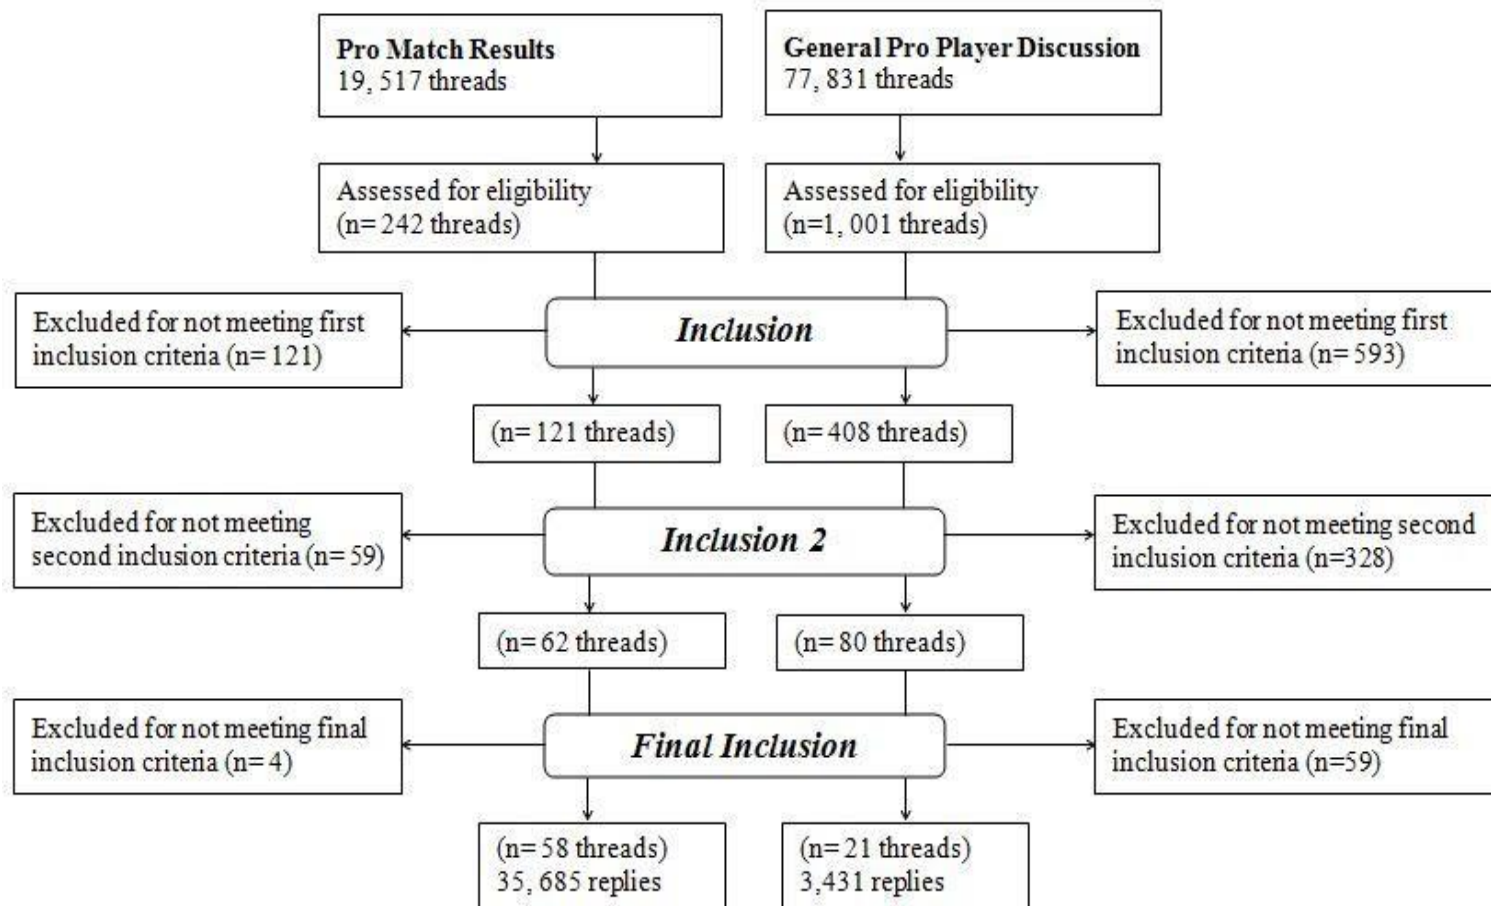 Pro Match Results
19, 517 threads
General Pro Player Discussion
77, 831 threads
Assessed for eligibility
(n= 242 threads)
Assessed for eligibility
(n=1, 001 threads)
Inclusion
Excluded for not meeting first
inclusion criteria (n= 121)
Excluded for not meeting first
inclusion criteria (n= 593)
(n= 121 threads)
(n= 408 threads)
Inclusion 2
Excluded for not meeting
second inclusion criteria (n= 59)
Excluded for not meeting second
inclusion criteria (n=328)
(n= 62 threads)
(n= 80 threads)
Final Inclusion
Excluded for not meeting final
inclusion criteria (n= 4)
Excluded for not meeting final
inclusion criteria (n=59)
(n= 58 threads)
35, 685 replies
(n= 21 threads)
3,431 replies